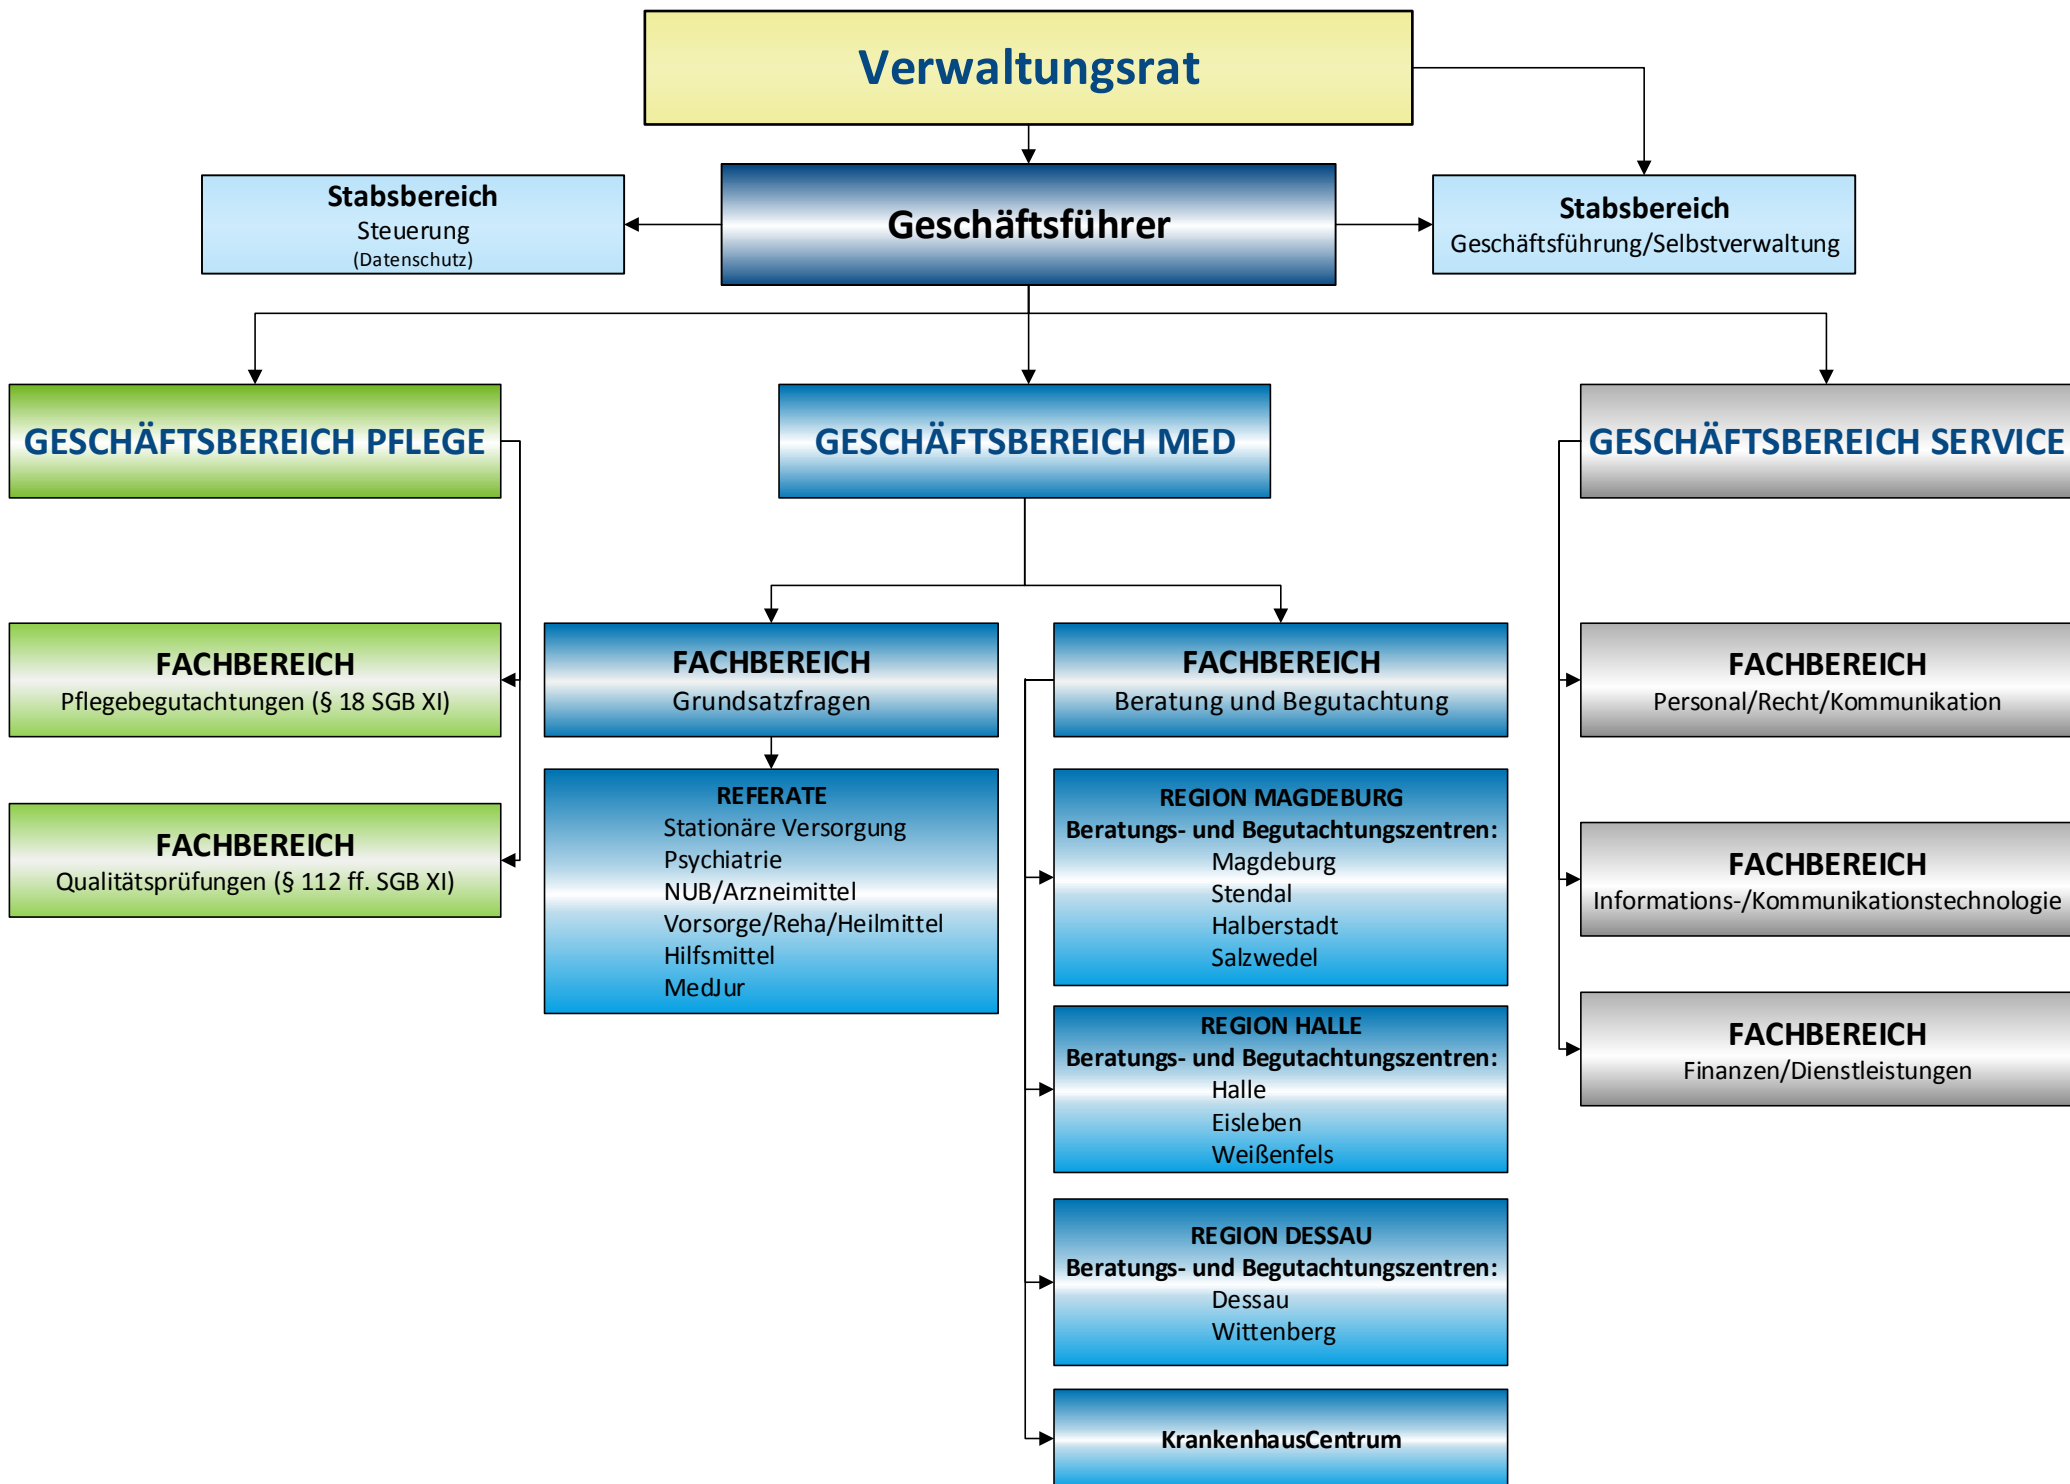 Verwaltungsrat
Stabsbereich
Steuerung
(Datenschutz)
Geschäftsführer
Stabsbereich
Geschäftsführung/Selbstverwaltung
GESCHÄFTSBEREICH PFLEGE
GESCHÄFTSBEREICH MED
GESCHÄFTSBEREICH SERVICE
FACHBEREICH
Pflegebegutachtungen (§ 18 SGB XI)
FACHBEREICH
Qualitätsprüfungen (§ 112 ff. SGB XI)
FACHBEREICH
Grundsatzfragen
REFERATE
Stationäre Versorgung
Psychiatrie
NUB/Arzneimittel
Vorsorge/Reha/Heilmittel
Hilfsmittel
MedJur
FACHBEREICH
Beratung und Begutachtung
REGION MAGDEBURG
Beratungs- und Begutachtungszentren:
Magdeburg
Stendal
Halberstadt
Salzwedel
REGION HALLE
Beratungs- und Begutachtungszentren:
Halle
Eisleben
Weißenfels
REGION DESSAU
Beratungs- und Begutachtungszentren:
Dessau
Wittenberg
KrankenhausCentrum
FACHBEREICH
Personal/Recht/Kommunikation
FACHBEREICH
Informations-/Kommunikationstechnologie
FACHBEREICH
Finanzen/Dienstleistungen